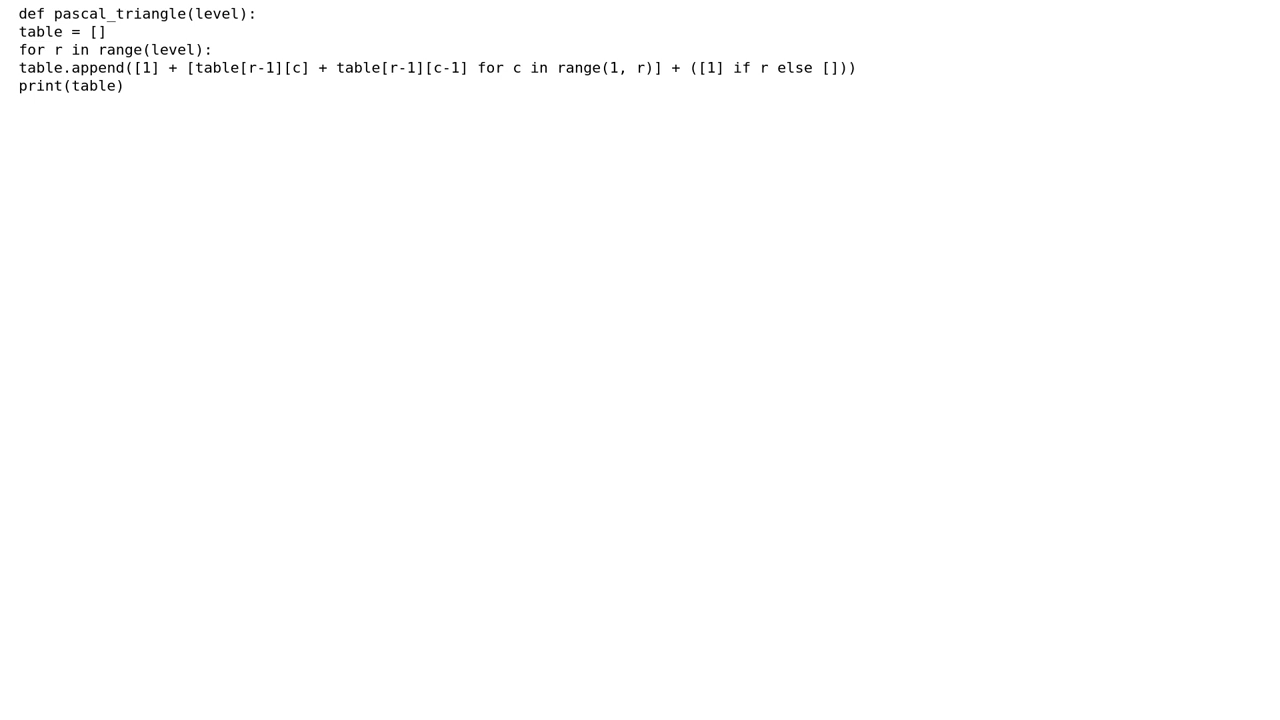 def pascal_triangle(level):
table = []
for r in range(level):
table.append([1] + [table[r-1][c] + table[r-1][c-1] for c in range(1, r)] + ([1] if r else []))
print(table)